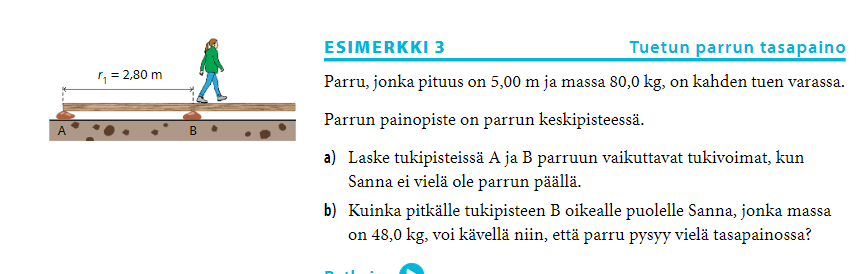 r₁ = 2,80 m
A
B
ESIMERKKI 3
Tuetun parrun tasapaino
Parru, jonka pituus on 5,00 m ja massa 80,0 kg, on kahden tuen varassa.
Parrun painopiste on parrun keskipisteessä.
a) Laske tukipisteissä A ja B parruun vaikuttavat tukivoimat, kun
Sanna ei vielä ole parrun päällä.
b) Kuinka pitkälle tukipisteen B oikealle puolelle Sanna, jonka massa
on 48,0 kg, voi kävellä niin, että parru pysyy vielä tasapainossa?